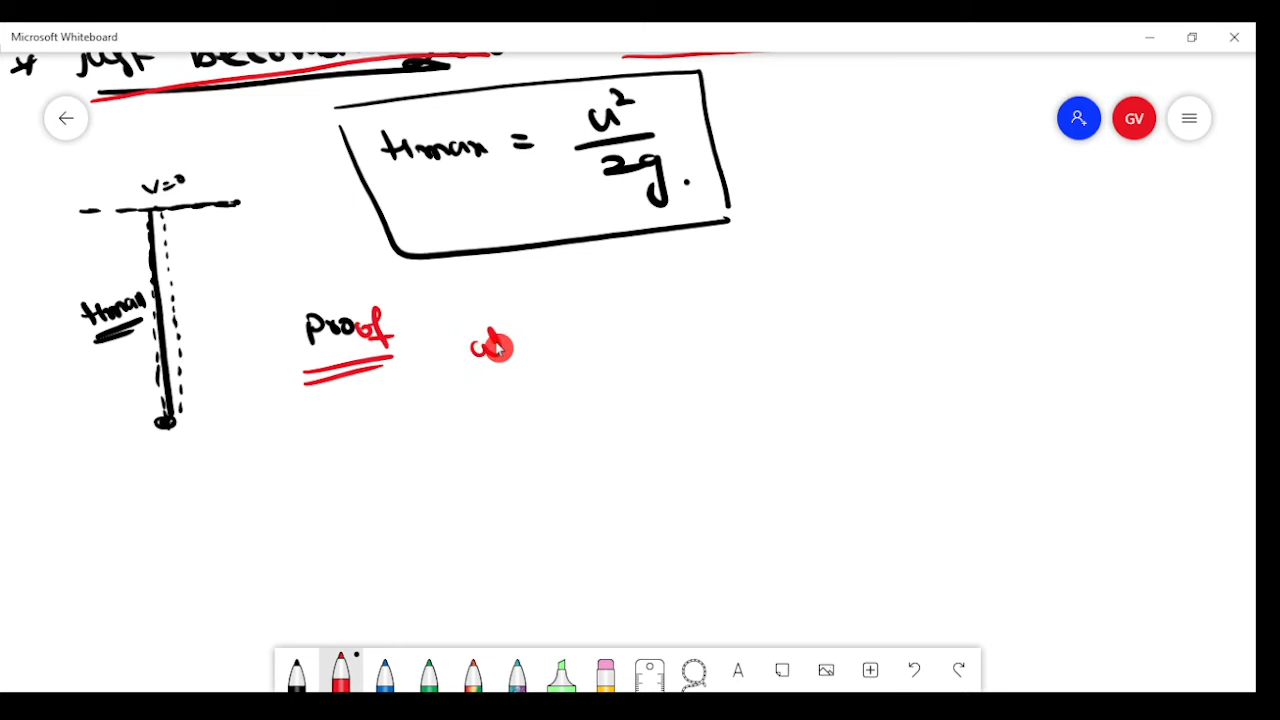 Microsoft Whiteboard
GV
Hmax = u²/2g.
v=0
Hmax
Proof